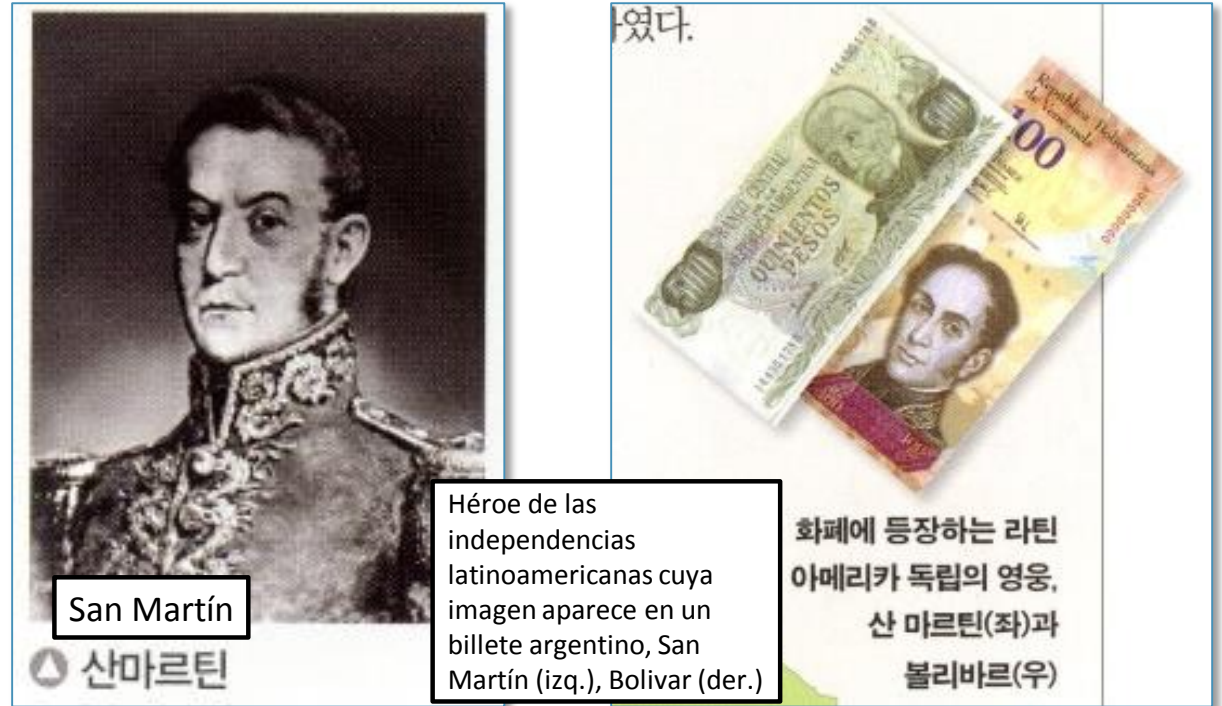 San Martín
산마르틴
Héroe de las
independencias
latinoamericanas cuya
imagen aparece en un
billete argentino, San
Martín (izq.), Bolivar (der.)
였다.
QUINIENTOS
PESOS
500
República Bolivariana
de Venezuela
100
화폐에 등장하는 라틴
아메리카 독립의 영웅,
산 마르틴(좌)과
볼리바르(우)